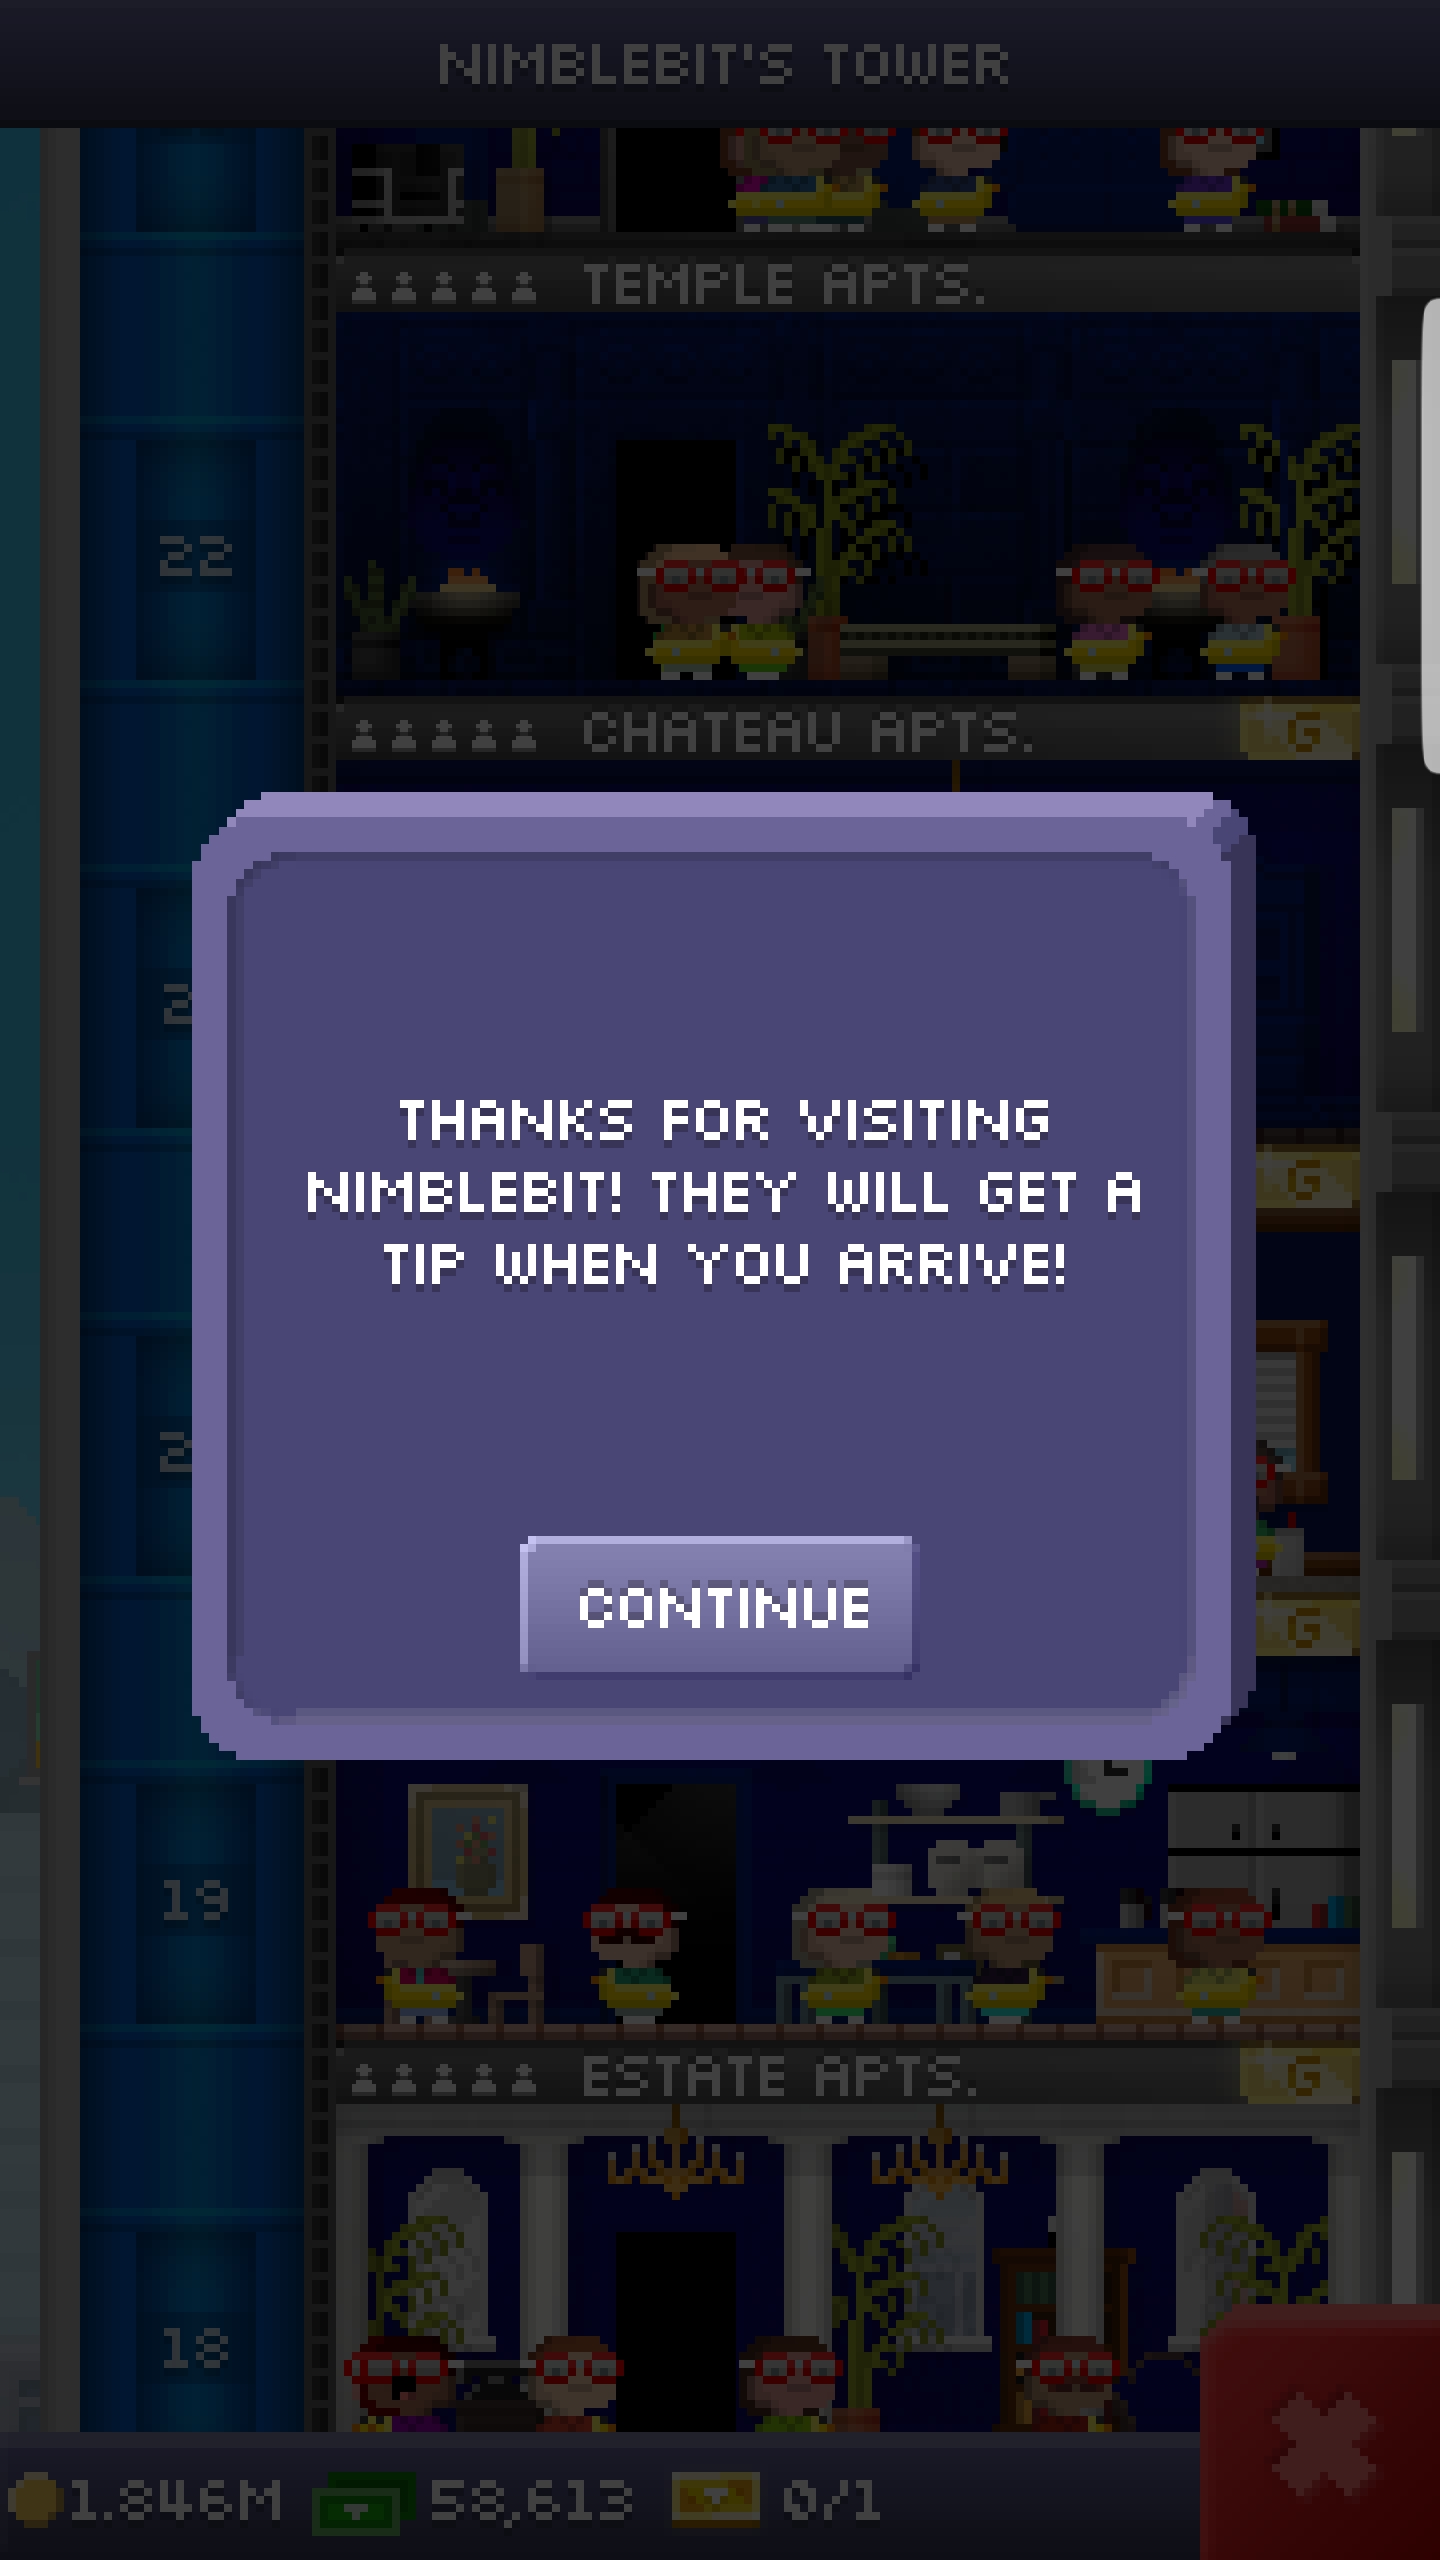 NIMBLEBIT'S TOWER
TEMPLE APTS.
22
CHATEAU APTS.
G
THANKS FOR VISITING
NIMBLEBIT! THEY WILL GET A
TIP WHEN YOU ARRIVE!
G
CONTINUE
G
19
ESTATE APTS.
G
18
1.846M
58,613
0/1